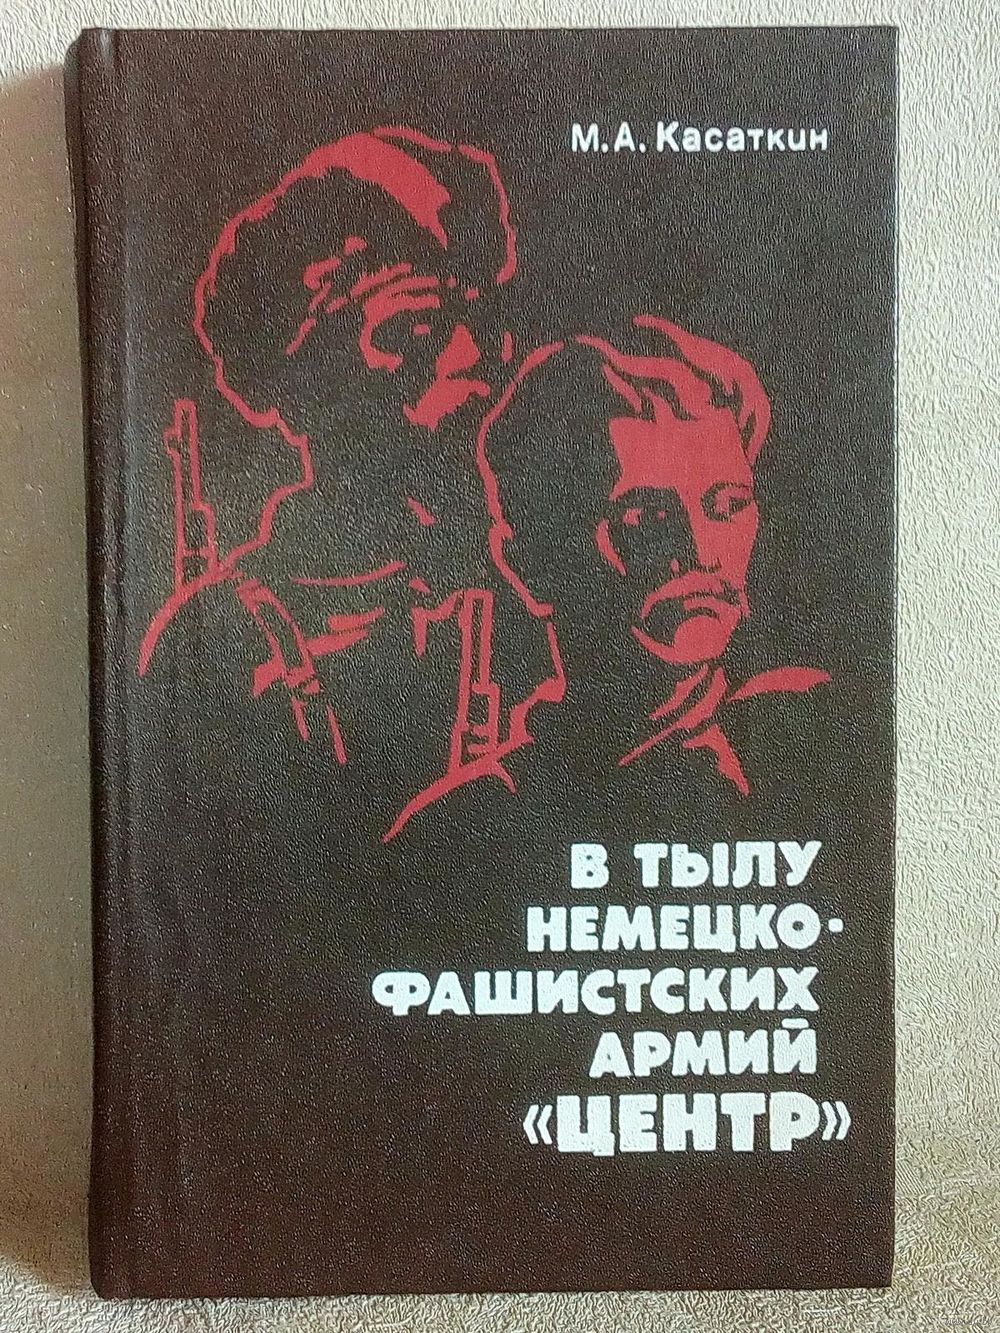 М.А. Касаткин
В ТЫЛУ
НЕМЕЦКО-
ФАШИСТСКИХ
АРМИЙ
«ЦЕНТР»